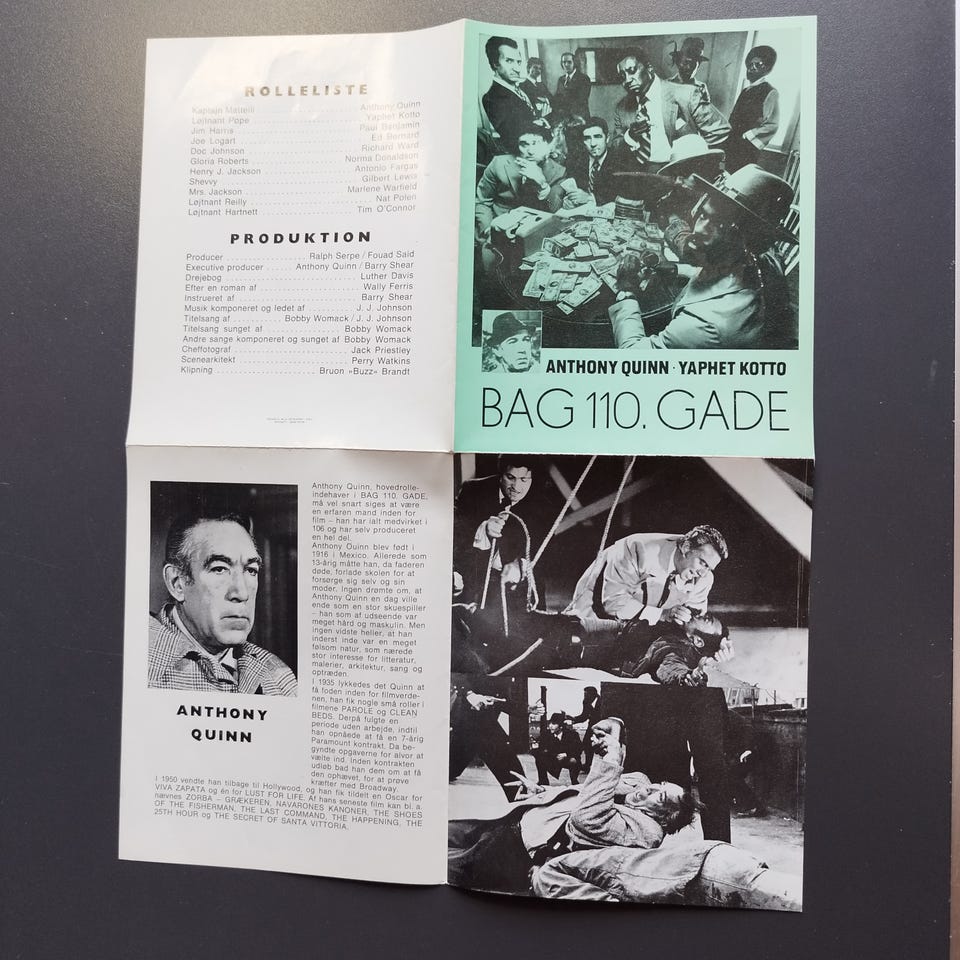 ROLLELISTE
Kaptajn Mattelli ........ Anthony Quinn
Løjtnant Pope ........ Yaphet Kotto
Jim Harris ........ Paul Benjamin
Joe Logart ........ Ed Bernard
Doc Johnson ........ Richard Ward
Gloria Roberts ........ Norma Donaldson
Henry J. Jackson ........ Antonio Fargas
Shevvy ........ Gilbert Lewis
Mrs. Jackson ........ Marlene Warfield
Løjtnant Reilly ........ Nat Polen
Løjtnant Hartnett ........ Tim O'Connor
PRODUKTION
Producer ........ Ralph Serpe / Fouad Said
Executive producer ........ Anthony Quinn / Barry Shear
Drejebog ........ Luther Davis
Efter en roman af ........ Wally Ferris
Instrueret af ........ Barry Shear
Musik komponeret og ledet af ........ J. J. Johnson
Titelsang af ........ Bobby Womack / J. J. Johnson
Titelsang sunget af ........ Bobby Womack
Andre sange komponeret og sunget af Bobby Womack
Cheffotograf ........ Jack Priestley
Scenearkitekt ........ Perry Watkins
Klipning ........ Bruon »Buzz« Brandt
ANTHONY QUINN · YAPHET KOTTO
BAG 110. GADE
Anthony Quinn, hovedrolle-
indehaver i BAG 110. GADE,
må vel snart siges at være
en erfaren mand inden for
film – han har ialt medvirket i
106 og har selv produceret
en hel del.
Anthony Quinn blev født i
1916 i Mexico. Allerede som
13-årig måtte han, da faderen
døde, forlade skolen for at
forsørge sig selv og sin
moder. Ingen drømte om, at
Anthony Quinn en dag ville
ende som en stor skuespiller
– han som af udseende var
meget hård og maskulin. Men
ingen vidste heller, at han
inderst inde var en meget
følsom natur, som nærede
stor interesse for litteratur,
malerier, arkitektur, sang og
optræden.
I 1935 lykkedes det Quinn at
få foden inden for filmverde-
nen, han fik nogle små roller i
filmene PAROLE og CLEAN
BEDS. Derpå fulgte en
periode uden arbejde, indtil
han opnåede at få en 7-årig
Paramount kontrakt. Da be-
gyndte opgaverne for alvor at
vælte ind. Inden kontrakten
udløb bad han dem om at få
den ophævet, for at prøve
kræfter med Broadway.
I 1950 vendte han tilbage til Hollywood, og han fik tildelt en Oscar for
VIVA ZAPATA og én for LUST FOR LIFE. Af hans seneste film kan bl. a.
nævnes ZORBA – GRÆKEREN, NAVARONES KANONER, THE SHOES
OF THE FISHERMAN, THE LAST COMMAND, THE HAPPENING, THE
25TH HOUR og THE SECRET OF SANTA VITTORIA.
ANTHONY
QUINN